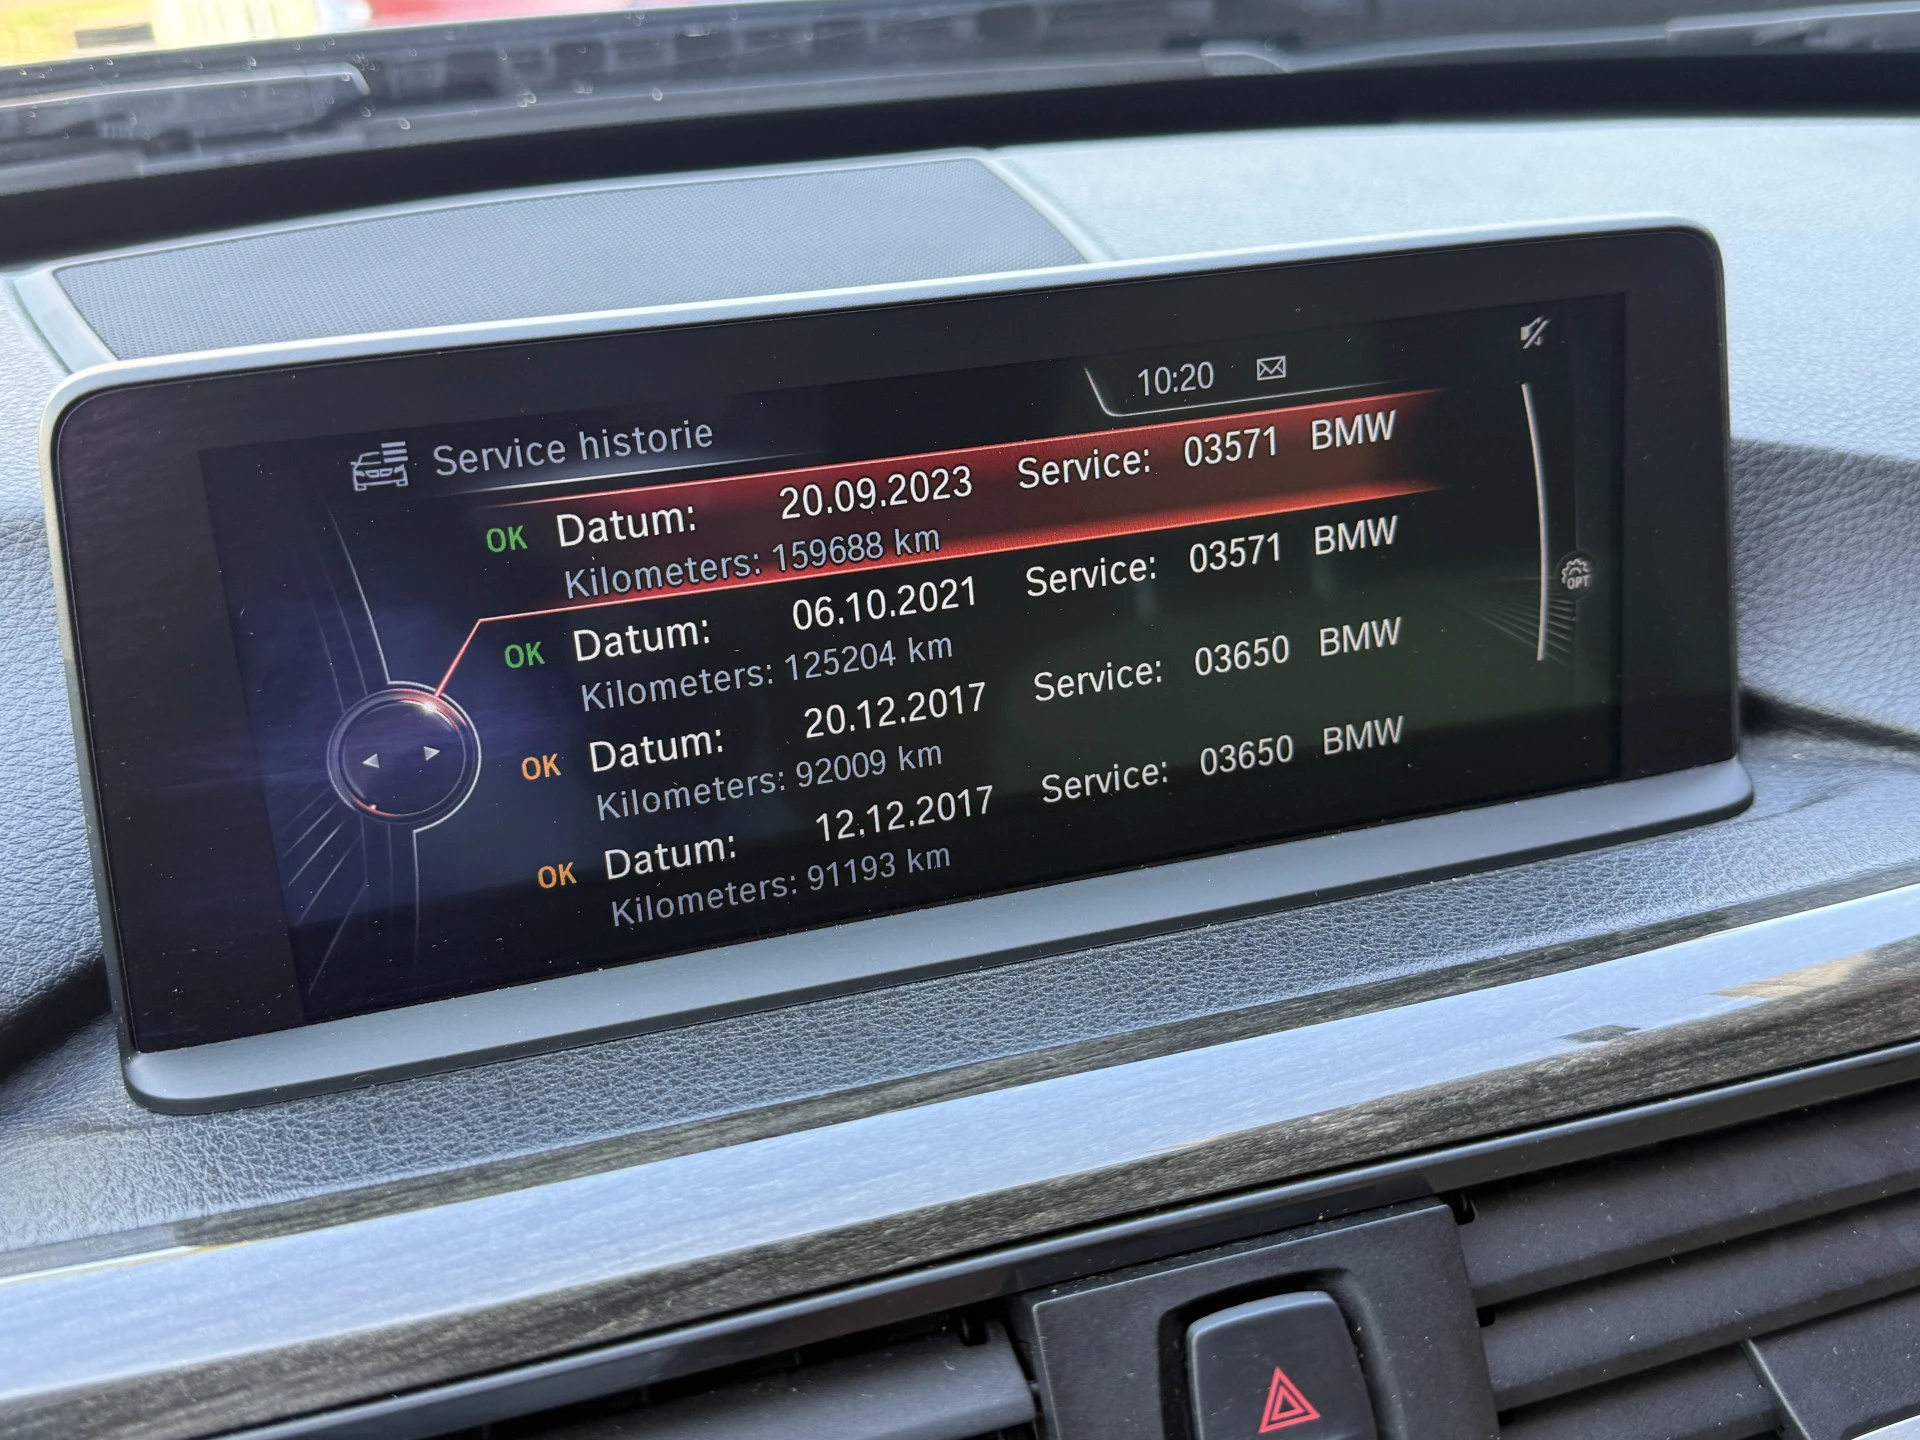 10:20
Service historie
OK Datum: 20.09.2023 Service: 03571 BMW
Kilometers: 159688 km
OK Datum: 06.10.2021 Service: 03571 BMW
Kilometers: 125204 km
OK Datum: 20.12.2017 Service: 03650 BMW
Kilometers: 92009 km
OK Datum: 12.12.2017 Service: 03650 BMW
Kilometers: 91193 km
OPT